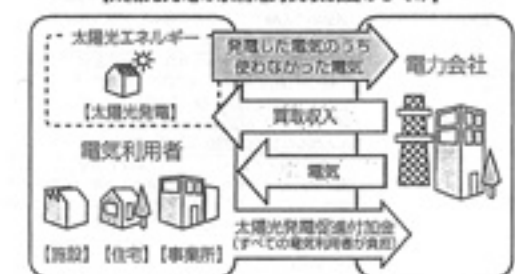 太陽光エネルギー
発電した電気のうち
使わなかった電気
電力会社
【太陽光発電】
買取収入
電気利用者
電気
太陽光発電促進付加金
(すべての電気利用者が負担)
【施設】 【住宅】 【事業所】